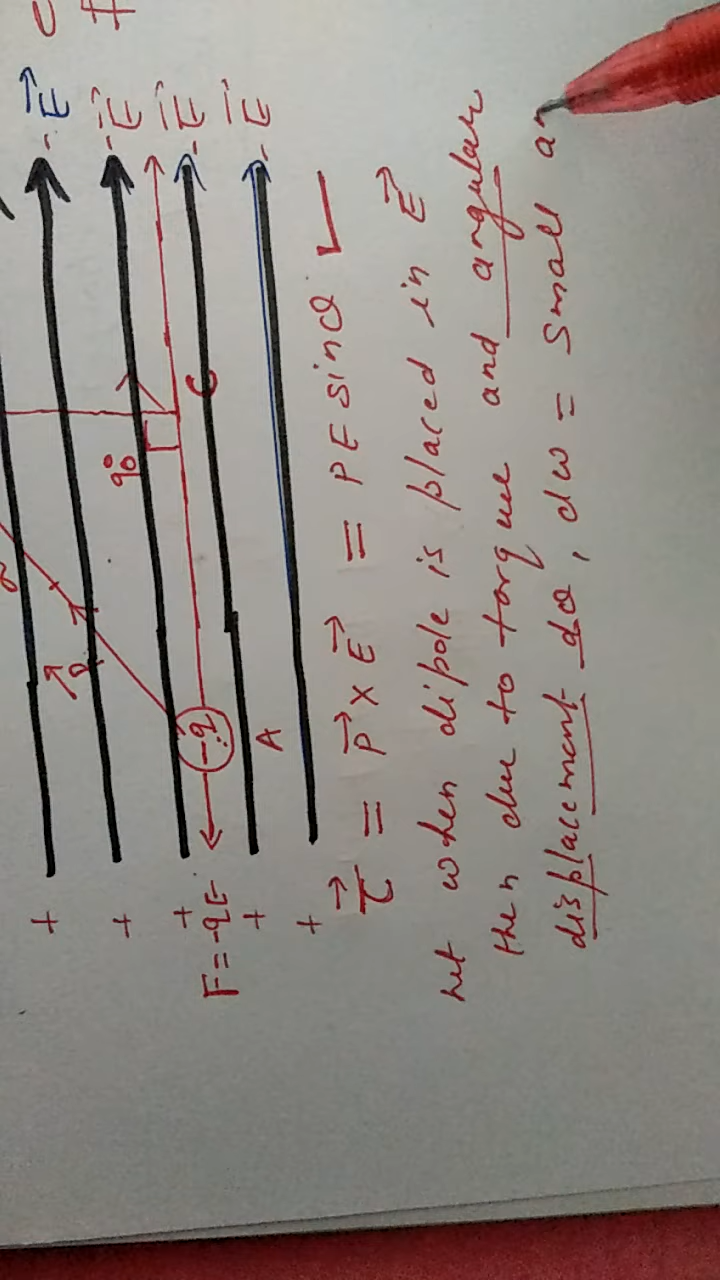 E
E
E
E
90°
C
P
-q
A
+
+
+
+
+
F = -qE
τ = P × E = PE sinθ
Let when dipole is placed in E
then due to torque and angular
displacement dθ, dw = small a